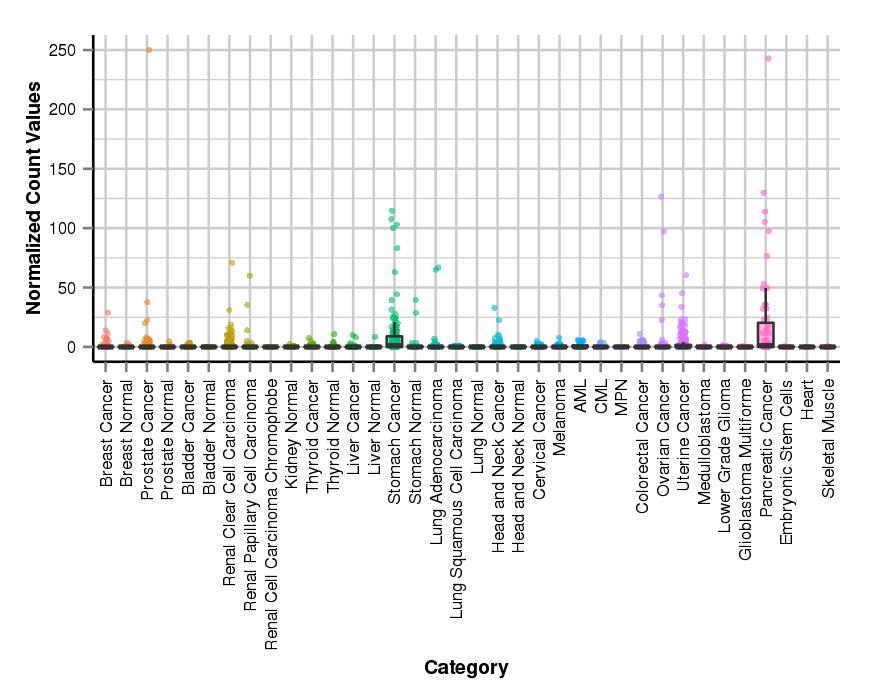 250
200
150
100
50
0
Normalized Count Values
Breast Cancer
Breast Normal
Prostate Cancer
Prostate Normal
Bladder Cancer
Bladder Normal
Renal Clear Cell Carcinoma
Renal Papillary Cell Carcinoma
Renal Cell Carcinoma Chromophobe
Kidney Normal
Thyroid Cancer
Thyroid Normal
Liver Cancer
Liver Normal
Stomach Cancer
Stomach Normal
Lung Adenocarcinoma
Lung Squamous Cell Carcinoma
Lung Normal
Head and Neck Cancer
Head and Neck Normal
Cervical Cancer
Melanoma
AML
CML
MPN
Colorectal Cancer
Ovarian Cancer
Uterine Cancer
Medulloblastoma
Lower Grade Glioma
Glioblastoma Multiforme
Pancreatic Cancer
Embryonic Stem Cells
Heart
Skeletal Muscle
Category